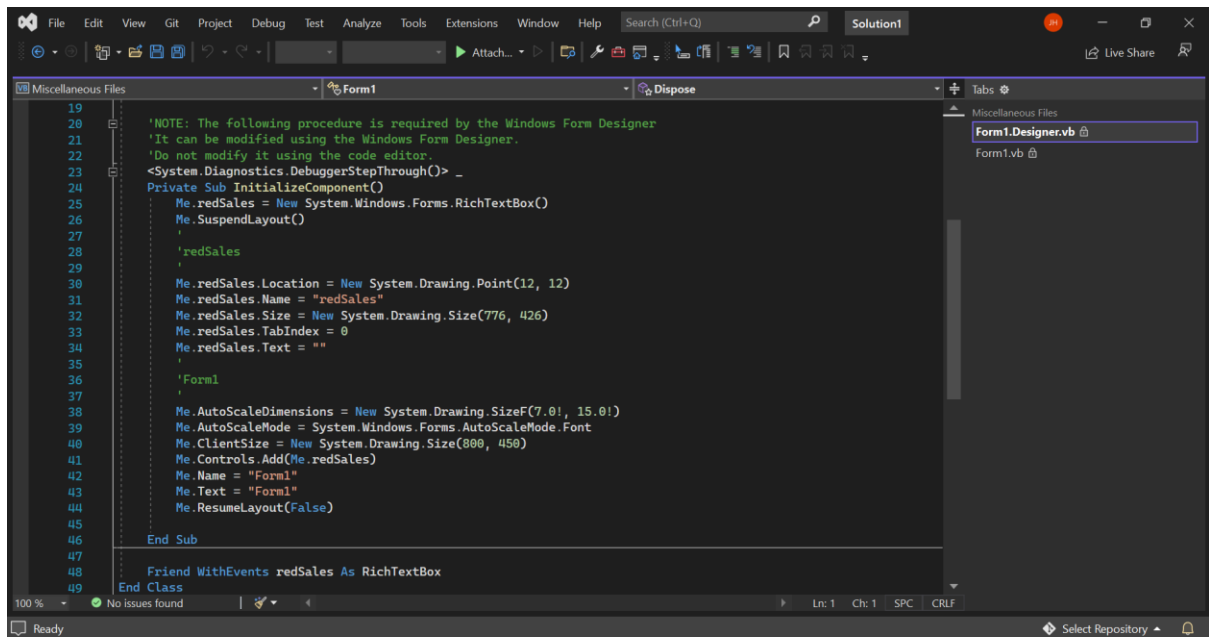 File Edit View Git Project Debug Test Analyze Tools Extensions Window Help Search (Ctrl+Q) Solution1 JH
Attach... Live Share
VB Miscellaneous Files Form1 Dispose Tabs
Miscellaneous Files
Form1.Designer.vb
Form1.vb
19
20 'NOTE: The following procedure is required by the Windows Form Designer
21 'It can be modified using the Windows Form Designer.
22 'Do not modify it using the code editor.
23 <System.Diagnostics.DebuggerStepThrough()> _
24 Private Sub InitializeComponent()
25 Me.redSales = New System.Windows.Forms.RichTextBox()
26 Me.SuspendLayout()
27 '
28 'redSales
29 '
30 Me.redSales.Location = New System.Drawing.Point(12, 12)
31 Me.redSales.Name = "redSales"
32 Me.redSales.Size = New System.Drawing.Size(776, 426)
33 Me.redSales.TabIndex = 0
34 Me.redSales.Text = ""
35 '
36 'Form1
37 '
38 Me.AutoScaleDimensions = New System.Drawing.SizeF(7.0!, 15.0!)
39 Me.AutoScaleMode = System.Windows.Forms.AutoScaleMode.Font
40 Me.ClientSize = New System.Drawing.Size(800, 450)
41 Me.Controls.Add(Me.redSales)
42 Me.Name = "Form1"
43 Me.Text = "Form1"
44 Me.ResumeLayout(False)
45
46 End Sub
47
48 Friend WithEvents redSales As RichTextBox
49 End Class
100 % No issues found Ln: 1 Ch: 1 SPC CRLF
Ready Select Repository